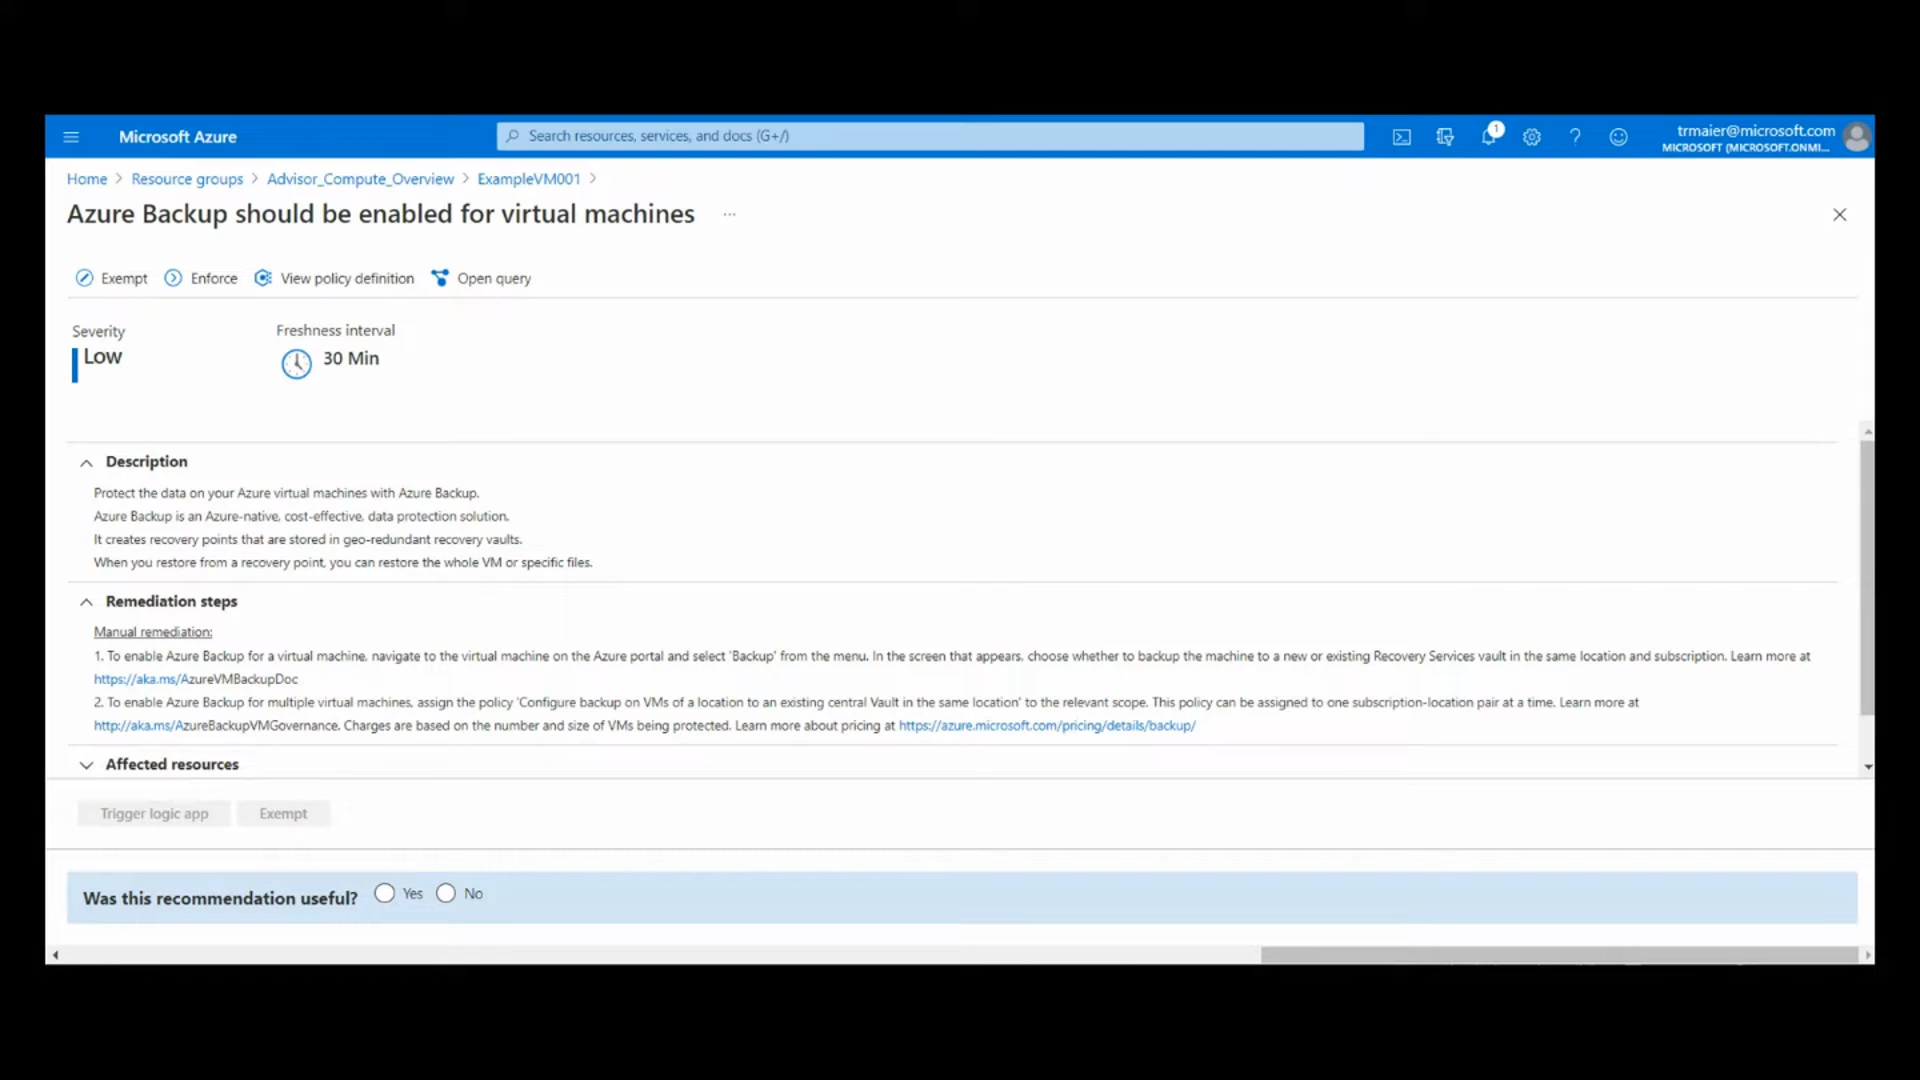 Microsoft Azure
Search resources, services, and docs (G+/)
1
trmaier@microsoft.com
MICROSOFT (MICROSOFT.ONMI...
Home > Resource groups > Advisor_Compute_Overview > ExampleVM001 >
Azure Backup should be enabled for virtual machines ...
Exempt Enforce View policy definition Open query
Severity
Low
Freshness interval
30 Min
Description
Protect the data on your Azure virtual machines with Azure Backup.
Azure Backup is an Azure-native, cost-effective, data protection solution.
It creates recovery points that are stored in geo-redundant recovery vaults.
When you restore from a recovery point, you can restore the whole VM or specific files.
Remediation steps
Manual remediation:
1. To enable Azure Backup for a virtual machine, navigate to the virtual machine on the Azure portal and select 'Backup' from the menu. In the screen that appears, choose whether to backup the machine to a new or existing Recovery Services vault in the same location and subscription. Learn more at
https://aka.ms/AzureVMBackupDoc
2. To enable Azure Backup for multiple virtual machines, assign the policy 'Configure backup on VMs of a location to an existing central Vault in the same location' to the relevant scope. This policy can be assigned to one subscription-location pair at a time. Learn more at
http://aka.ms/AzureBackupVMGovernance. Charges are based on the number and size of VMs being protected. Learn more about pricing at https://azure.microsoft.com/pricing/details/backup/
Affected resources
Trigger logic app Exempt
Was this recommendation useful? Yes No